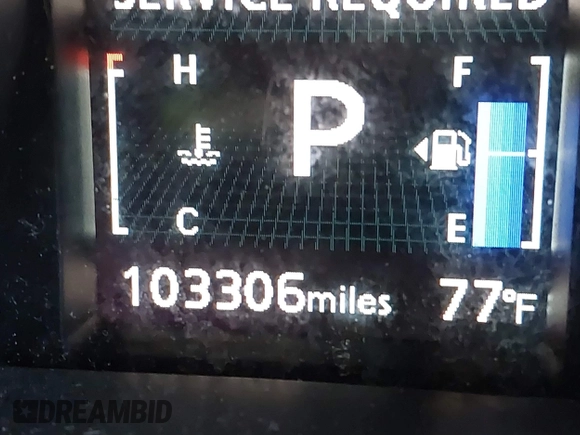 SERVICE REQUIRED
H F
P
E
C E
103306miles 77°F
DREAMBID